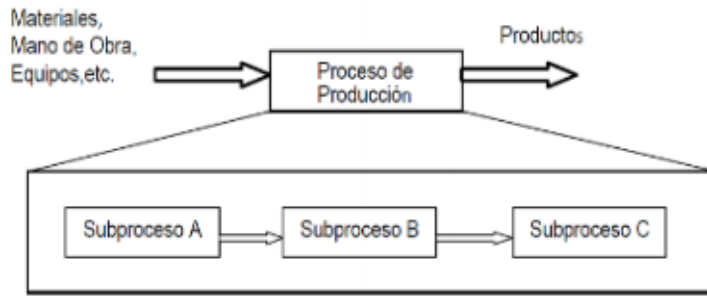 Materiales,
Mano de Obra,
Equipos,etc.
Proceso de
Producción
Productos
Subproceso A
Subproceso B
Subproceso C